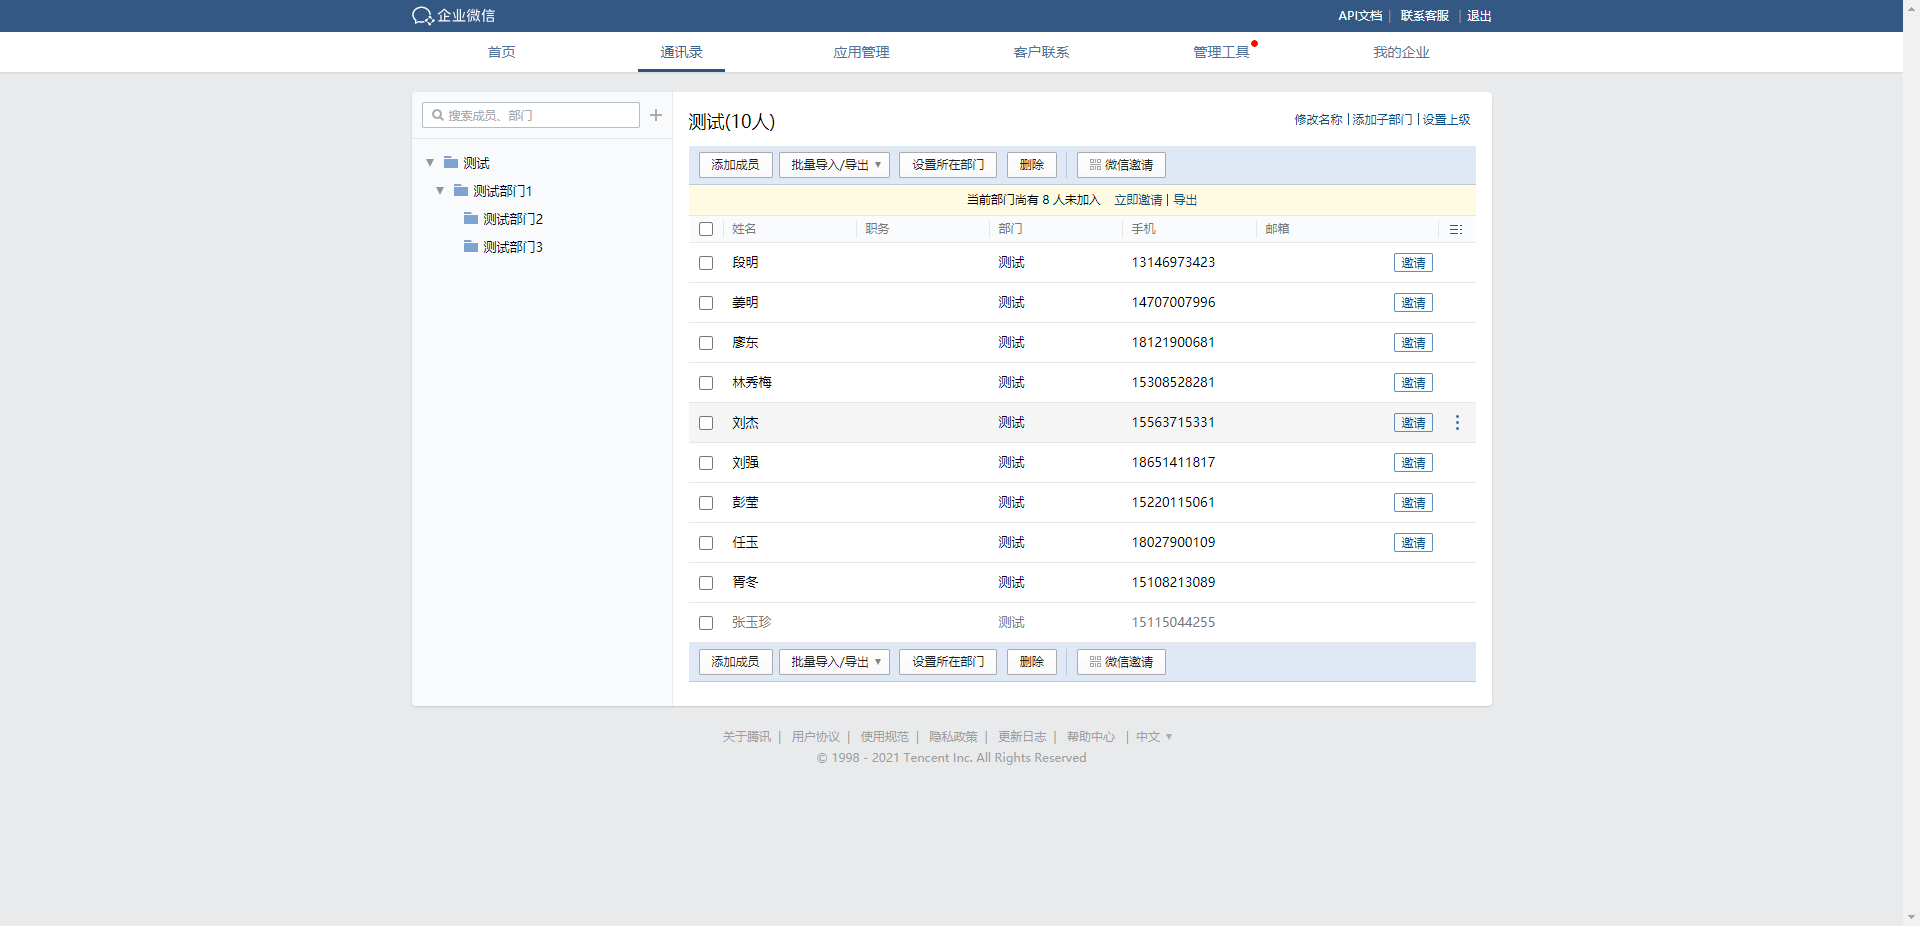 企业微信
API文档 | 联系客服 | 退出
首页 通讯录 应用管理 客户联系 管理工具 我的企业
搜索成员、部门
测试
测试部门1
测试部门2
测试部门3
测试(10人)
修改名称 | 添加子部门 | 设置上级
添加成员 批量导入/导出 设置所在部门 删除 微信邀请
当前部门尚有 8 人未加入 立即邀请 | 导出
姓名 职务 部门 手机 邮箱
段明 测试 13146973423 邀请
姜明 测试 14707007996 邀请
廖东 测试 18121900681 邀请
林秀梅 测试 15308528281 邀请
刘杰 测试 15563715331 邀请
刘强 测试 18651411817 邀请
彭莹 测试 15220115061 邀请
任玉 测试 18027900109 邀请
胥冬 测试 15108213089
张玉珍 测试 15115044255
添加成员 批量导入/导出 设置所在部门 删除 微信邀请
关于腾讯 | 用户协议 | 使用规范 | 隐私政策 | 更新日志 | 帮助中心 | 中文
© 1998 - 2021 Tencent Inc. All Rights Reserved